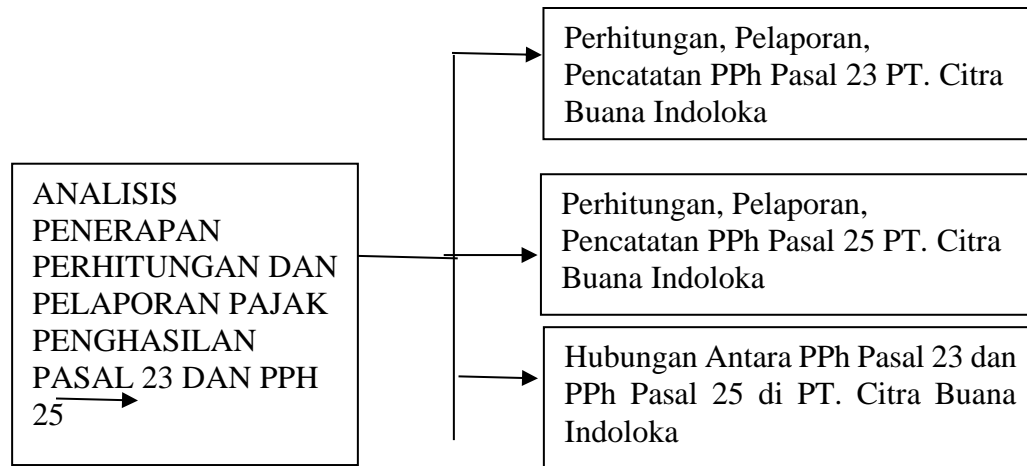 ANALISIS
PENERAPAN
PERHITUNGAN DAN
PELAPORAN PAJAK
PENGHASILAN
PASAL 23 DAN PPH
25
Perhitungan, Pelaporan,
Pencatatan PPh Pasal 23 PT. Citra
Buana Indoloka
Perhitungan, Pelaporan,
Pencatatan PPh Pasal 25 PT. Citra
Buana Indoloka
Hubungan Antara PPh Pasal 23 dan
PPh Pasal 25 di PT. Citra Buana
Indoloka